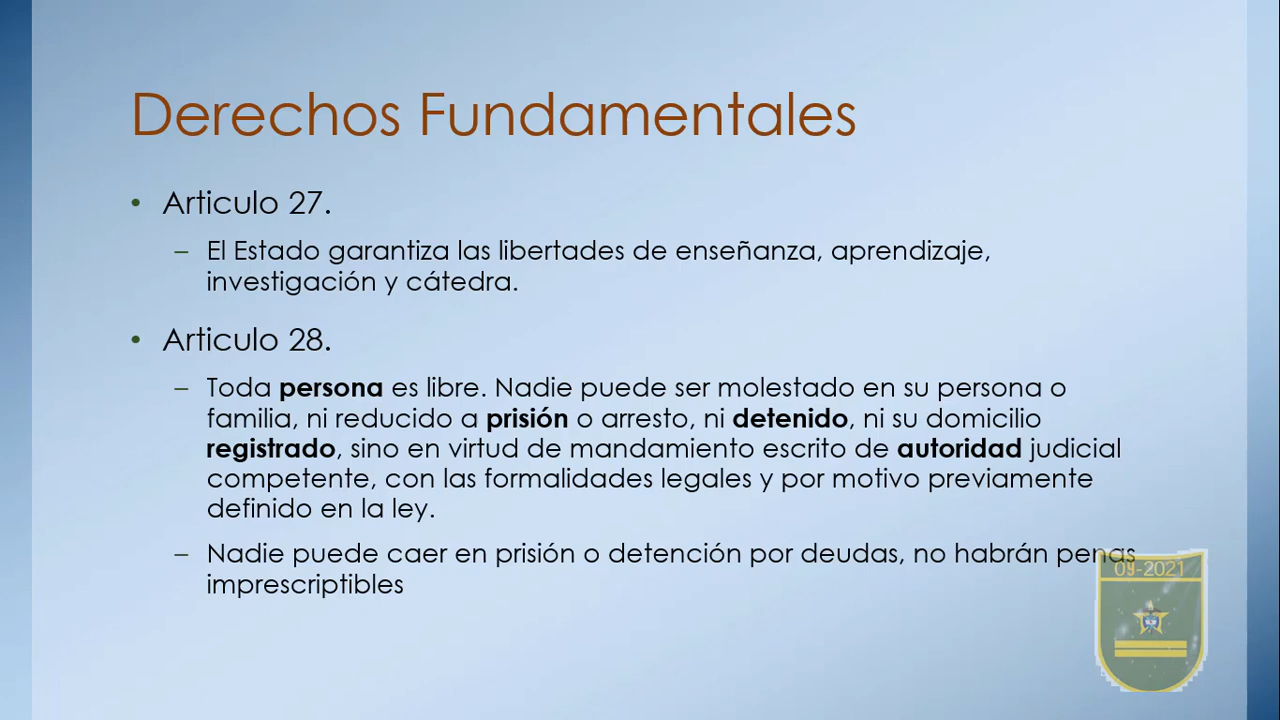 Derechos Fundamentales
• Articulo 27.
– El Estado garantiza las libertades de enseñanza, aprendizaje,
investigación y cátedra.
• Articulo 28.
– Toda persona es libre. Nadie puede ser molestado en su persona o
familia, ni reducido a prisión o arresto, ni detenido, ni su domicilio
registrado, sino en virtud de mandamiento escrito de autoridad judicial
competente, con las formalidades legales y por motivo previamente
definido en la ley.
– Nadie puede caer en prisión o detención por deudas, no habrán penas
imprescriptibles
09-2021